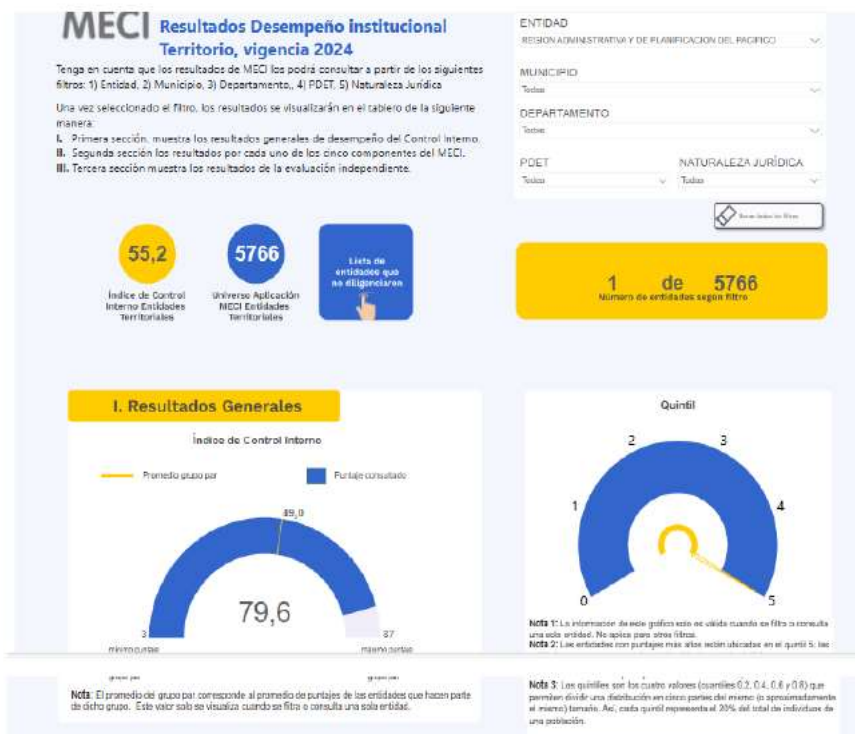 MECI Resultados Desempeño institucional
Territorio, vigencia 2024
Tenga en cuenta que los resultados de MECI los podrá consultar a partir de los siguientes
filtros: 1) Entidad, 2) Municipio, 3) Departamento,, 4) PDET, 5) Naturaleza Jurídica
Una vez seleccionado el filtro, los resultados se visualizarán en el tablero de la siguiente
manera:
I. Primera sección, muestra los resultados generales de desempeño del Control Interno.
II. Segunda sección los resultados por cada uno de los cinco componentes del MECI.
III. Tercera sección muestra los resultados de la evaluación independiente.
ENTIDAD
REGION ADMINISTRATIVA Y DE PLANIFICACION DEL PACIFICO
MUNICIPIO
Todas
DEPARTAMENTO
Todas
PDET NATURALEZA JURÍDICA
Todas Todas
Borrar todos los filtros
55,2
Índice de Control
Interno Entidades
Territoriales
5766
Universo Aplicación
MECI Entidades
Territoriales
Lista de
entidades que
no diligenciaron
1 de 5766
Número de entidades según filtro
I. Resultados Generales
Índice de Control Interno
Promedio grupo par Puntaje consultado
49,0
79,6
3 87
mínimo puntaje máximo puntaje
grupo par grupo par
Nota: El promedio del grupo par corresponde al promedio de puntajes de las entidades que hacen parte
de dicho grupo. Este valor solo se visualiza cuando se filtra o consulta una sola entidad.
Quintil
2 3
1 4
0 5
Nota 1: La información de este gráfico solo es válida cuando se filtra o consulta
una sola entidad. No aplica para otros filtros.
Nota 2: Las entidades con puntajes más altos están ubicadas en el quintil 5; las
Nota 3: Los quintiles son los cuatro valores (cuantiles 0.2, 0.4, 0.6 y 0.8) que
permiten dividir una distribución en cinco partes del mismo (o aproximadamente
el mismo) tamaño. Así, cada quintil representa el 20% del total de individuos de
una población.